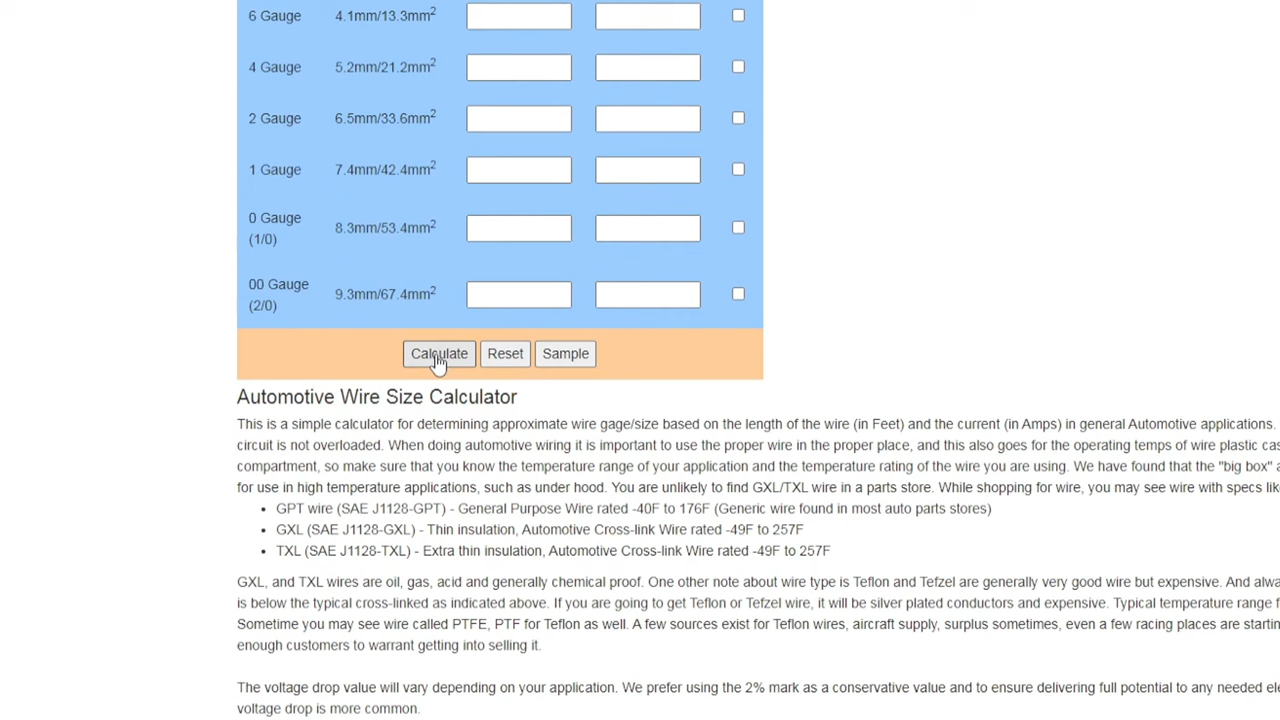 6 Gauge 4.1mm/13.3mm²
4 Gauge 5.2mm/21.2mm²
2 Gauge 6.5mm/33.6mm²
1 Gauge 7.4mm/42.4mm²
0 Gauge
(1/0) 8.3mm/53.4mm²
00 Gauge
(2/0) 9.3mm/67.4mm²
Calculate Reset Sample
Automotive Wire Size Calculator
This is a simple calculator for determining approximate wire gage/size based on the length of the wire (in Feet) and the current (in Amps) in general Automotive applications.
circuit is not overloaded. When doing automotive wiring it is important to use the proper wire in the proper place, and this also goes for the operating temps of wire plastic cas
compartment, so make sure that you know the temperature range of your application and the temperature rating of the wire you are using. We have found that the "big box" a
for use in high temperature applications, such as under hood. You are unlikely to find GXL/TXL wire in a parts store. While shopping for wire, you may see wire with specs lik
• GPT wire (SAE J1128-GPT) - General Purpose Wire rated -40F to 176F (Generic wire found in most auto parts stores)
• GXL (SAE J1128-GXL) - Thin insulation, Automotive Cross-link Wire rated -49F to 257F
• TXL (SAE J1128-TXL) - Extra thin insulation, Automotive Cross-link Wire rated -49F to 257F
GXL, and TXL wires are oil, gas, acid and generally chemical proof. One other note about wire type is Teflon and Tefzel are generally very good wire but expensive. And alwa
is below the typical cross-linked as indicated above. If you are going to get Teflon or Tefzel wire, it will be silver plated conductors and expensive. Typical temperature range f
Sometime you may see wire called PTFE, PTF for Teflon as well. A few sources exist for Teflon wires, aircraft supply, surplus sometimes, even a few racing places are startin
enough customers to warrant getting into selling it.
The voltage drop value will vary depending on your application. We prefer using the 2% mark as a conservative value and to ensure delivering full potential to any needed ele
voltage drop is more common.